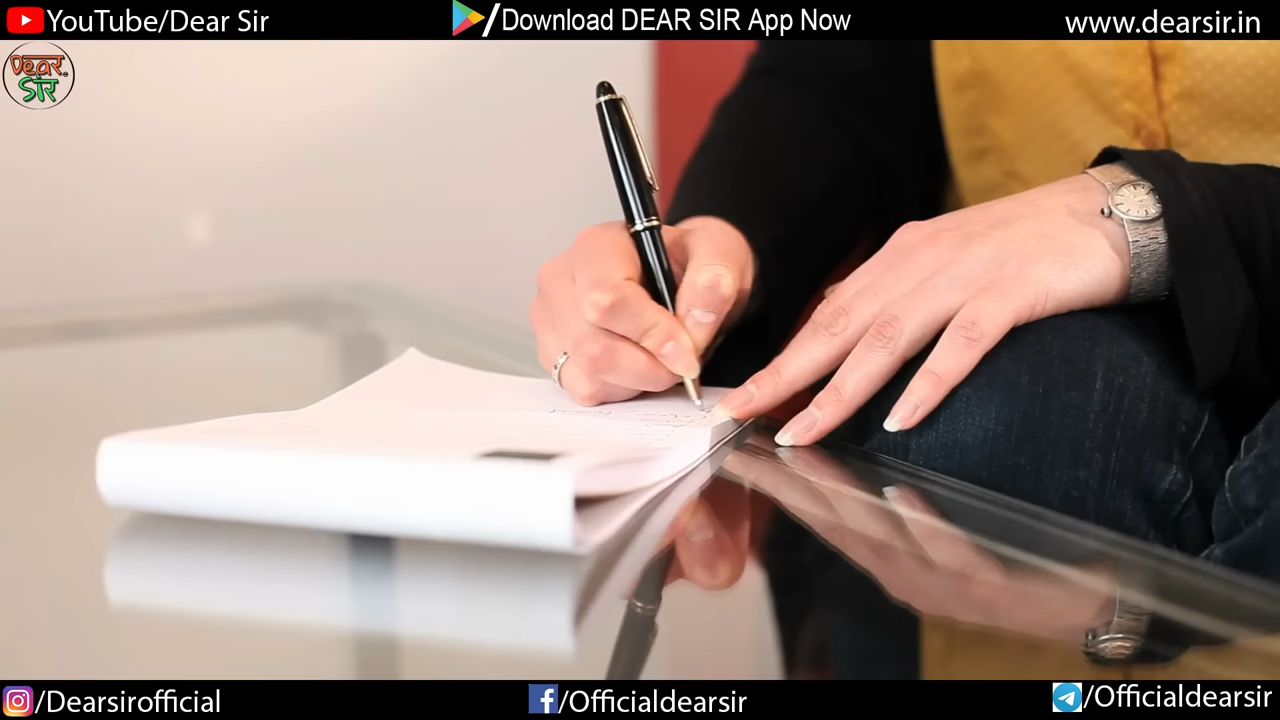 YouTube/Dear Sir
/Download DEAR SIR App Now
www.dearsir.in
Dear
Sir
/Dearsirofficial
/Officialdearsir
/Officialdearsir